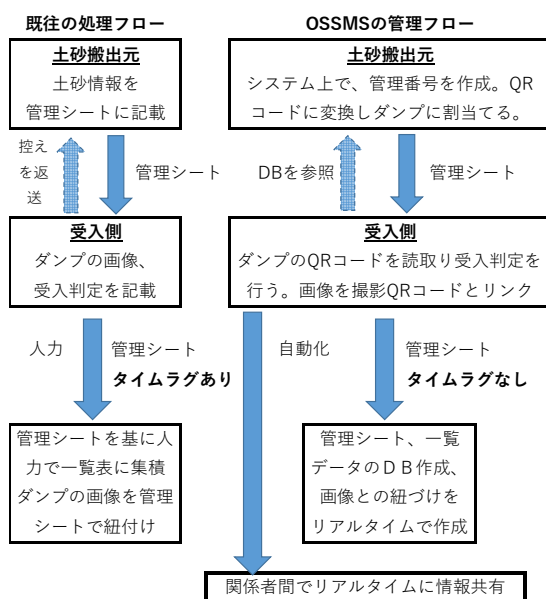 既往の処理フロー
土砂搬出元
土砂情報を
管理シートに記載
控え
を返
送
管理シート
受入側
ダンプの画像、
受入判定を記載
人力
管理シート
タイムラグあり
管理シートを基に人
力で一覧表に集積
ダンプの画像を管理
シートで紐付け
OSSMSの管理フロー
土砂搬出元
システム上で、管理番号を作成。QR
コードに変換しダンプに割当てる。
DBを参照
管理シート
受入側
ダンプのQRコードを読取り受入判定を
行う。画像を撮影QRコードとリンク
自動化
管理シート
タイムラグなし
管理シート、一覧
データのＤＢ作成、
画像との紐づけを
リアルタイムで作成
関係者間でリアルタイムに情報共有